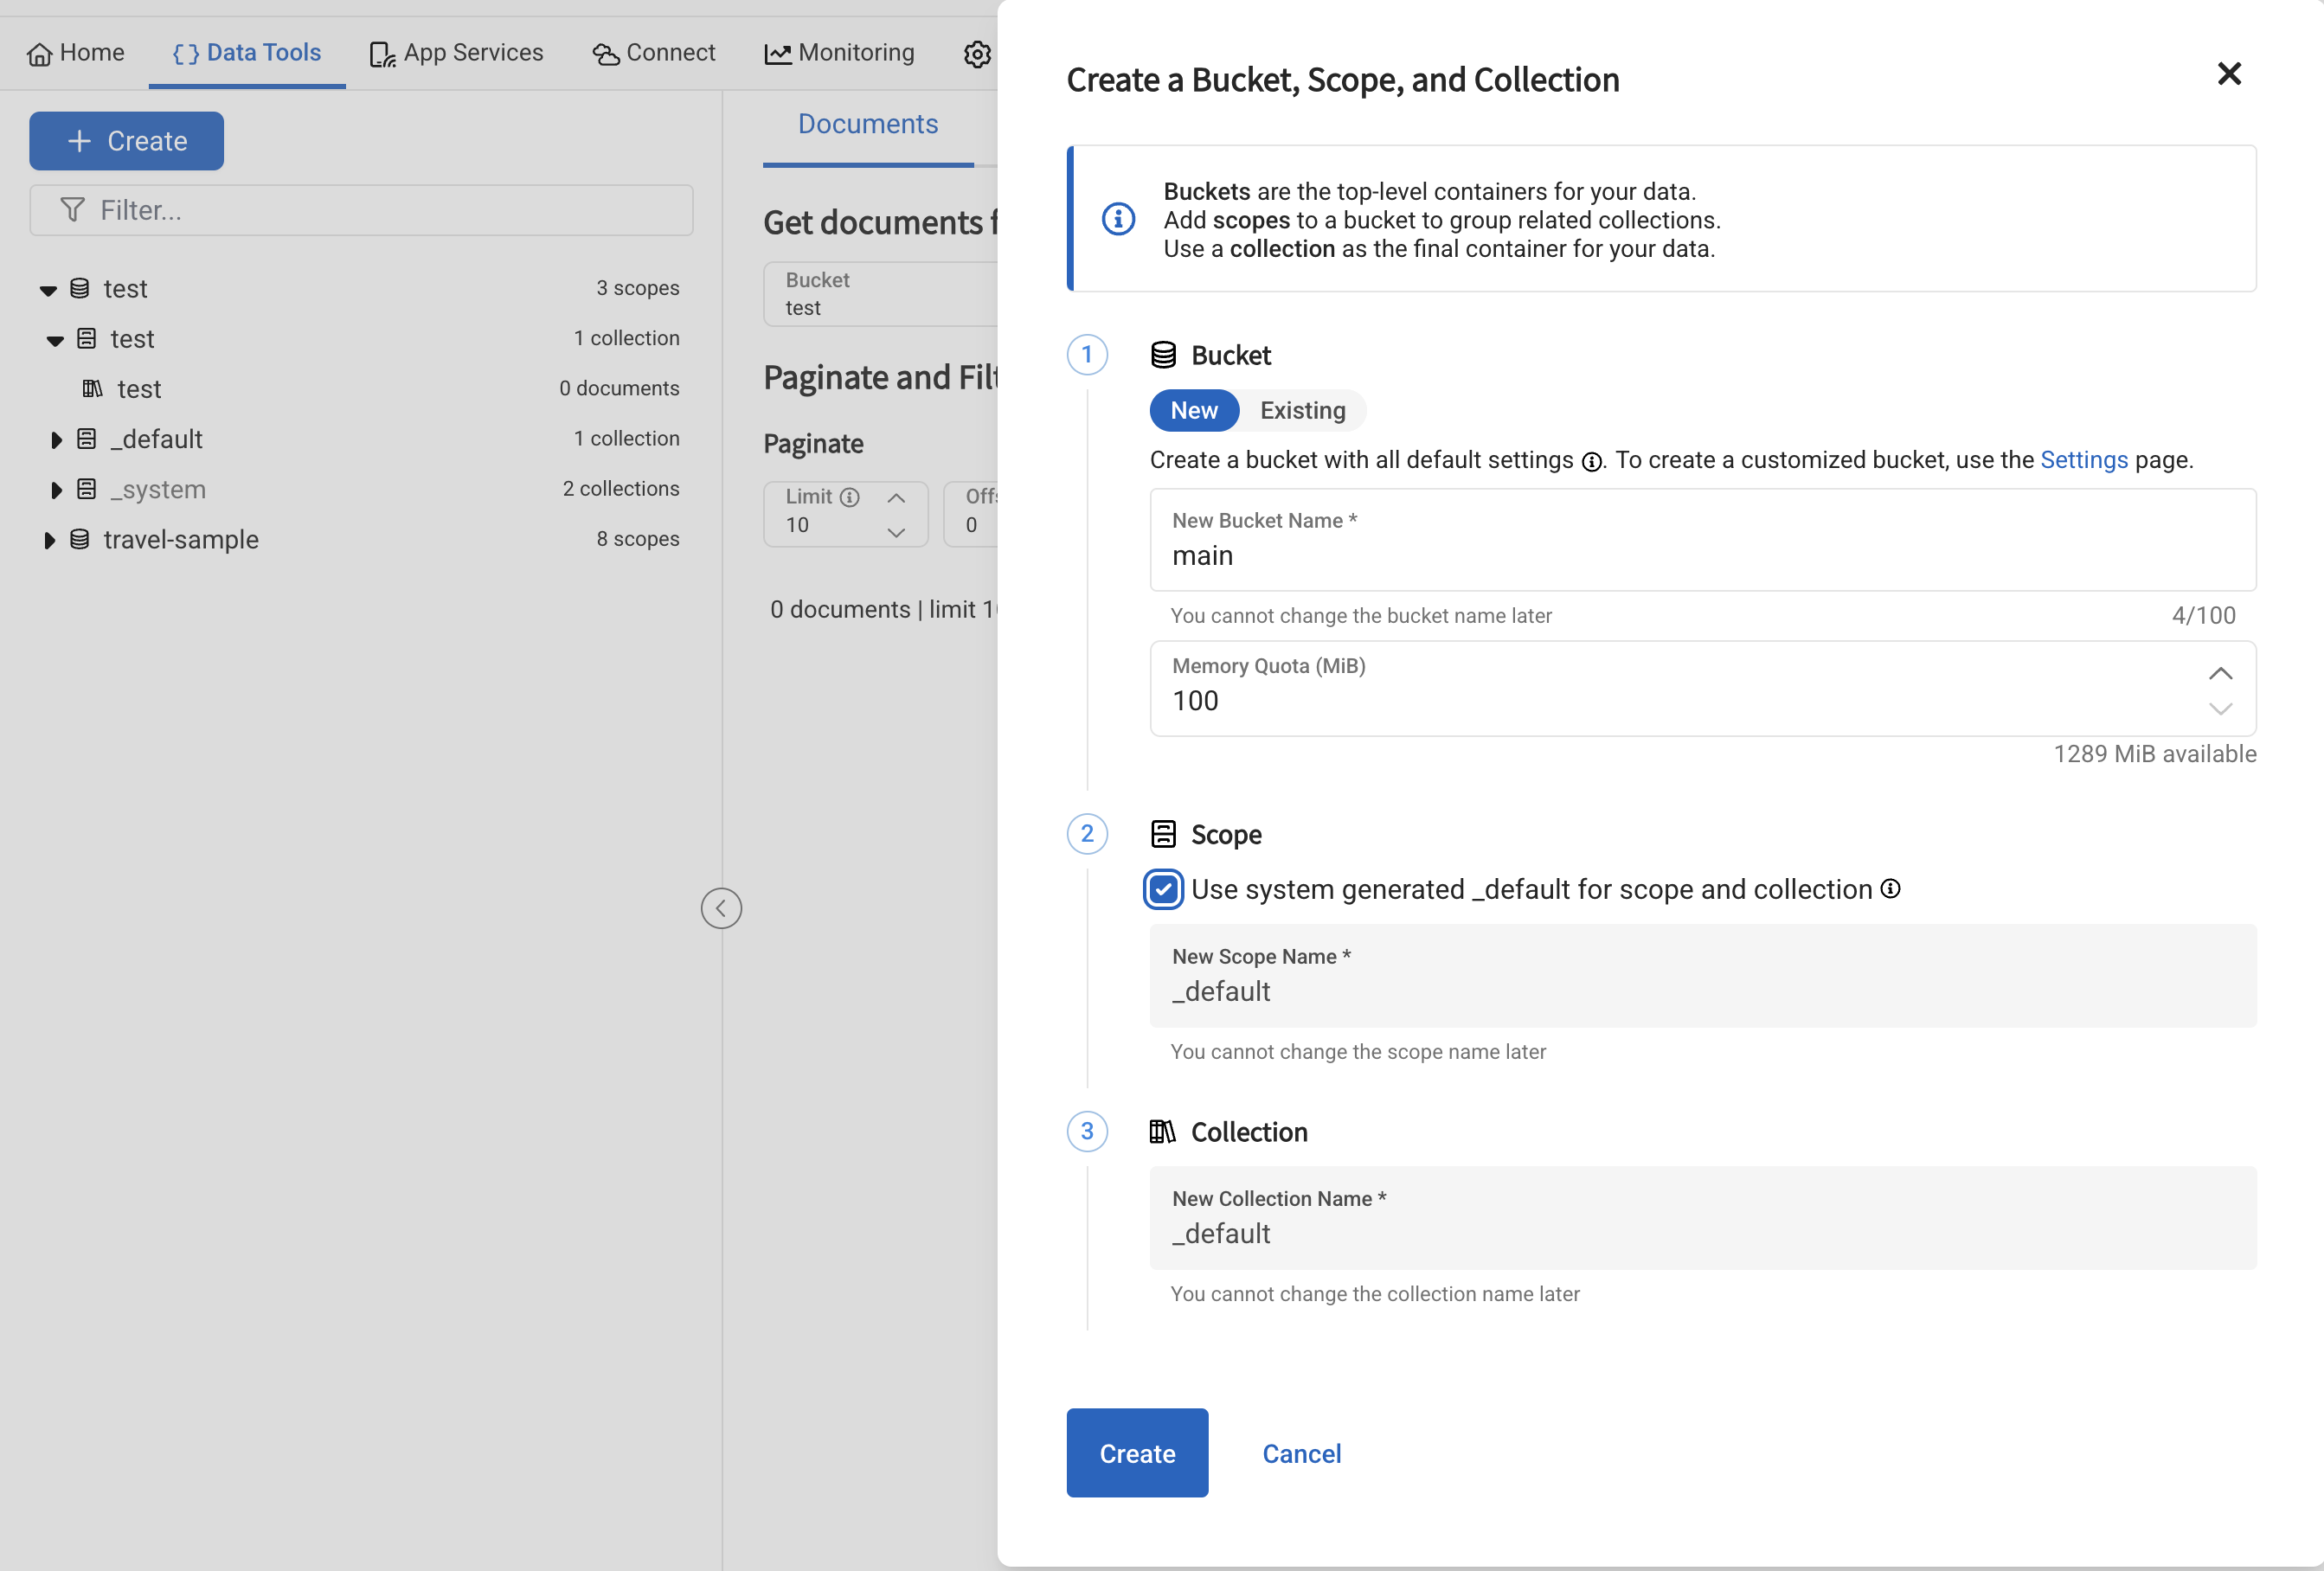 Home
Data Tools
App Services
Connect
Monitoring
Create
Filter...
test 3 scopes
test 1 collection
test 0 documents
_default 1 collection
_system 2 collections
travel-sample 8 scopes
Documents
Get documents f
Bucket
test
Paginate and Filt
Paginate
Limit
10
Offs
0
0 documents | limit 10
Create a Bucket, Scope, and Collection
Buckets are the top-level containers for your data.
Add scopes to a bucket to group related collections.
Use a collection as the final container for your data.
1 Bucket
New Existing
Create a bucket with all default settings. To create a customized bucket, use the Settings page.
New Bucket Name *
main
You cannot change the bucket name later 4/100
Memory Quota (MiB)
100
1289 MiB available
2 Scope
Use system generated _default for scope and collection
New Scope Name *
_default
You cannot change the scope name later
3 Collection
New Collection Name *
_default
You cannot change the collection name later
Create Cancel